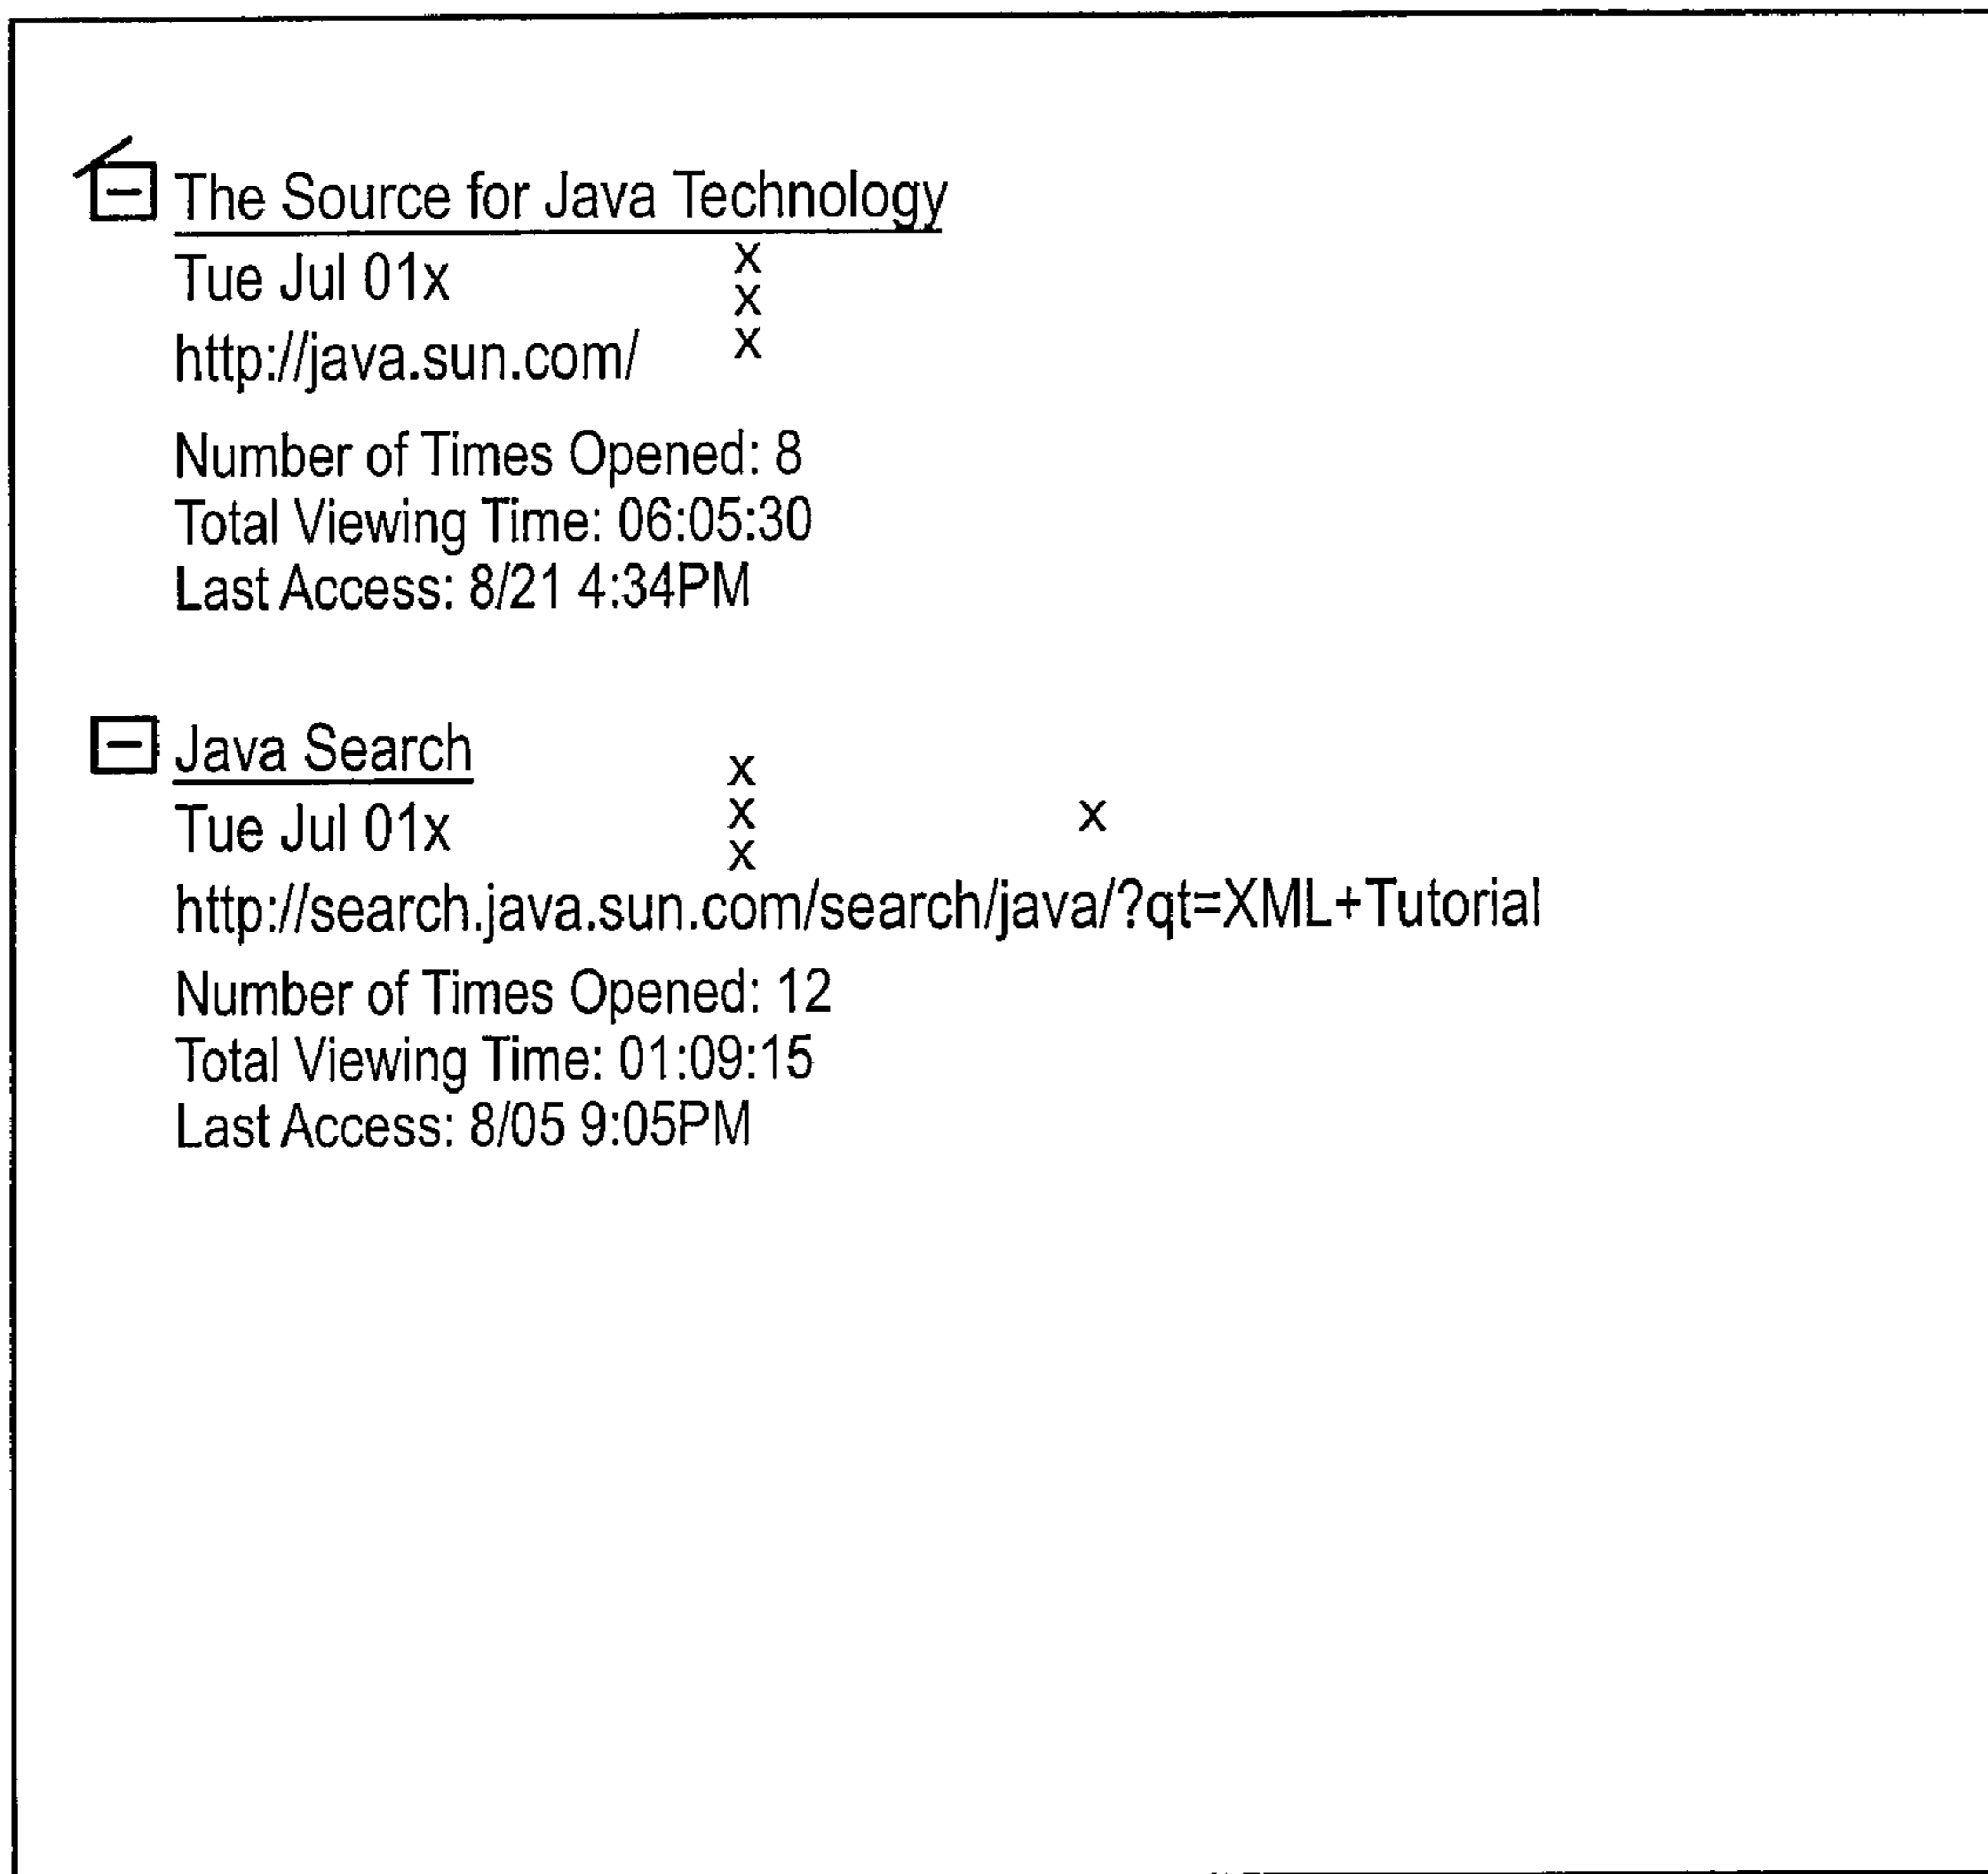 The Source for Java Technology
Tue Jul 01x
x
x
x
http://java.sun.com/
Number of Times Opened: 8
Total Viewing Time: 06:05:30
Last Access: 8/21 4:34PM
Java Search
x
Tue Jul 01x
x
x
x
http://search.java.sun.com/search/java/?qt=XML+Tutorial
Number of Times Opened: 12
Total Viewing Time: 01:09:15
Last Access: 8/05 9:05PM